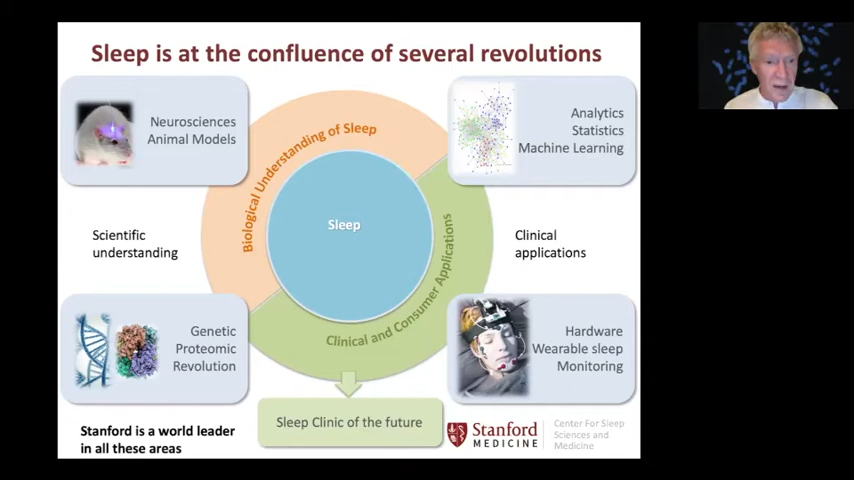 Sleep is at the confluence of several revolutions
Neurosciences
Animal Models
Analytics
Statistics
Machine Learning
Biological Understanding of Sleep
Sleep
Scientific
understanding
Clinical
applications
Clinical and Consumer Applications
Genetic
Proteomic
Revolution
Hardware
Wearable sleep
Monitoring
Sleep Clinic of the future
Stanford is a world leader
in all these areas
Stanford
MEDICINE
Center For Sleep
Sciences and
Medicine